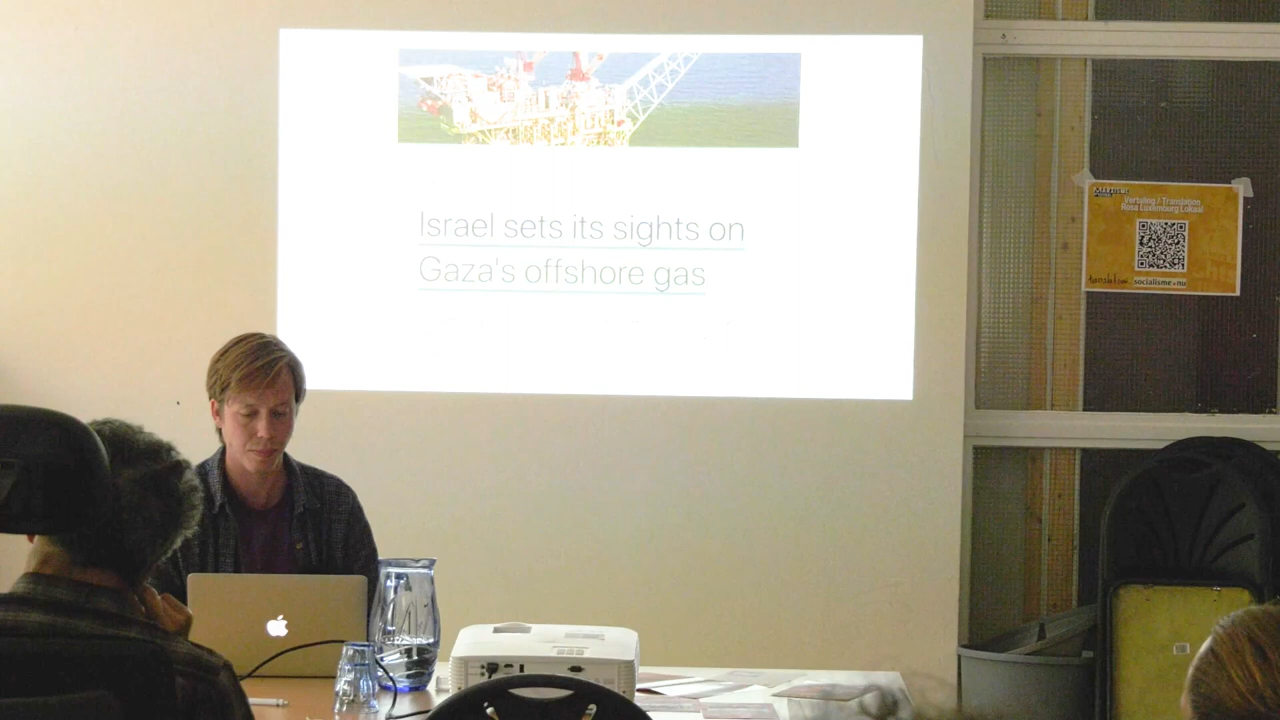 Israel sets its sights on
Gaza's offshore gas
Vertaling / Translation
Rosa Luxemburg Lokaal
socialisme.nu